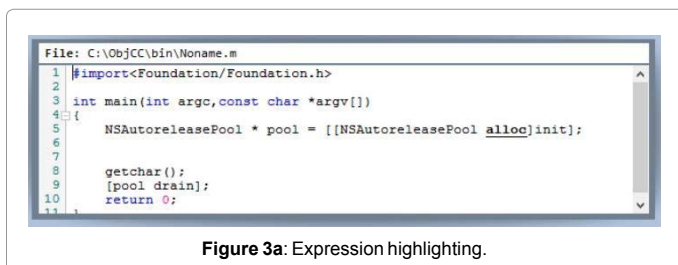 File: C:\ObjCC\bin\Noname.m
1 #import<Foundation/Foundation.h>
2
3 int main(int argc,const char *argv[])
4 {
5 NSAutoreleasePool * pool = [[NSAutoreleasePool alloc]init];
6
7
8 getchar();
9 [pool drain];
10 return 0;
Figure 3a: Expression highlighting.